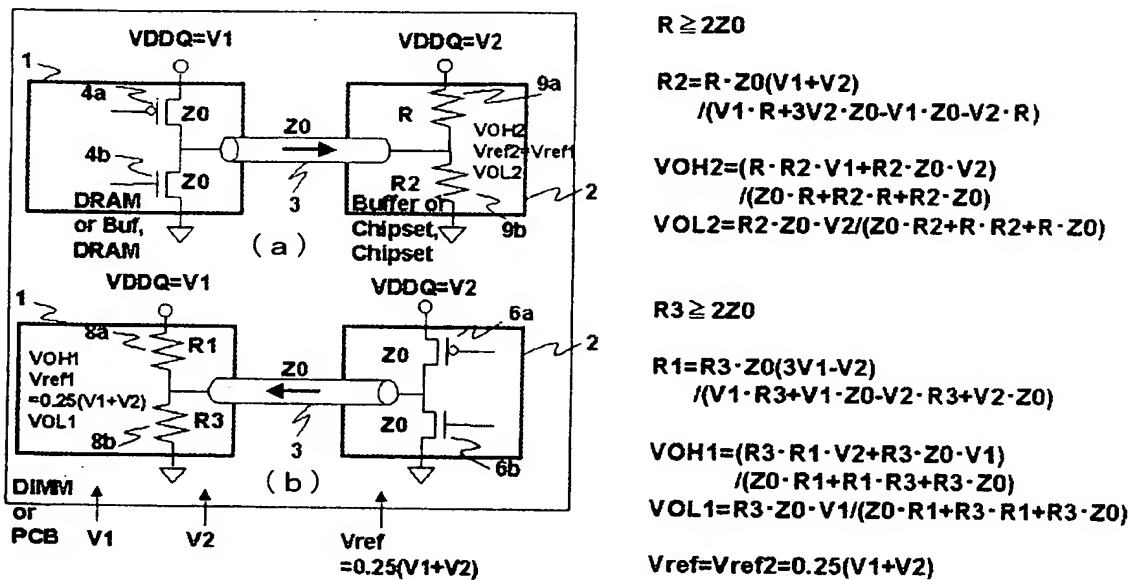 VDDQ=V1
VDDQ=V2
1
4a
Z0
4b
Z0
Z0
3
9a
R
VOH2
Vref2=Vref1
VOL2
R2
2
9b
DRAM
or Buf,
DRAM
(a)
Buffer or
Chipset,
Chipset
VDDQ=V1
VDDQ=V2
1
8a
R1
VOH1
Vref1
=0.25(V1+V2)
VOL1
R3
8b
Z0
3
6a
Z0
2
Z0
6b
(b)
DIMM
or
PCB
V1
V2
Vref
=0.25(V1+V2)
R≧2Z0
R2=R·Z0(V1+V2)
/(V1·R+3V2·Z0-V1·Z0-V2·R)
VOH2=(R·R2·V1+R2·Z0·V2)
/(Z0·R+R2·R+R2·Z0)
VOL2=R2·Z0·V2/(Z0·R2+R·R2+R·Z0)
R3≧2Z0
R1=R3·Z0(3V1-V2)
/(V1·R3+V1·Z0-V2·R3+V2·Z0)
VOH1=(R3·R1·V2+R3·Z0·V1)
/(Z0·R1+R1·R3+R3·Z0)
VOL1=R3·Z0·V1/(Z0·R1+R3·R1+R3·Z0)
Vref=Vref2=0.25(V1+V2)